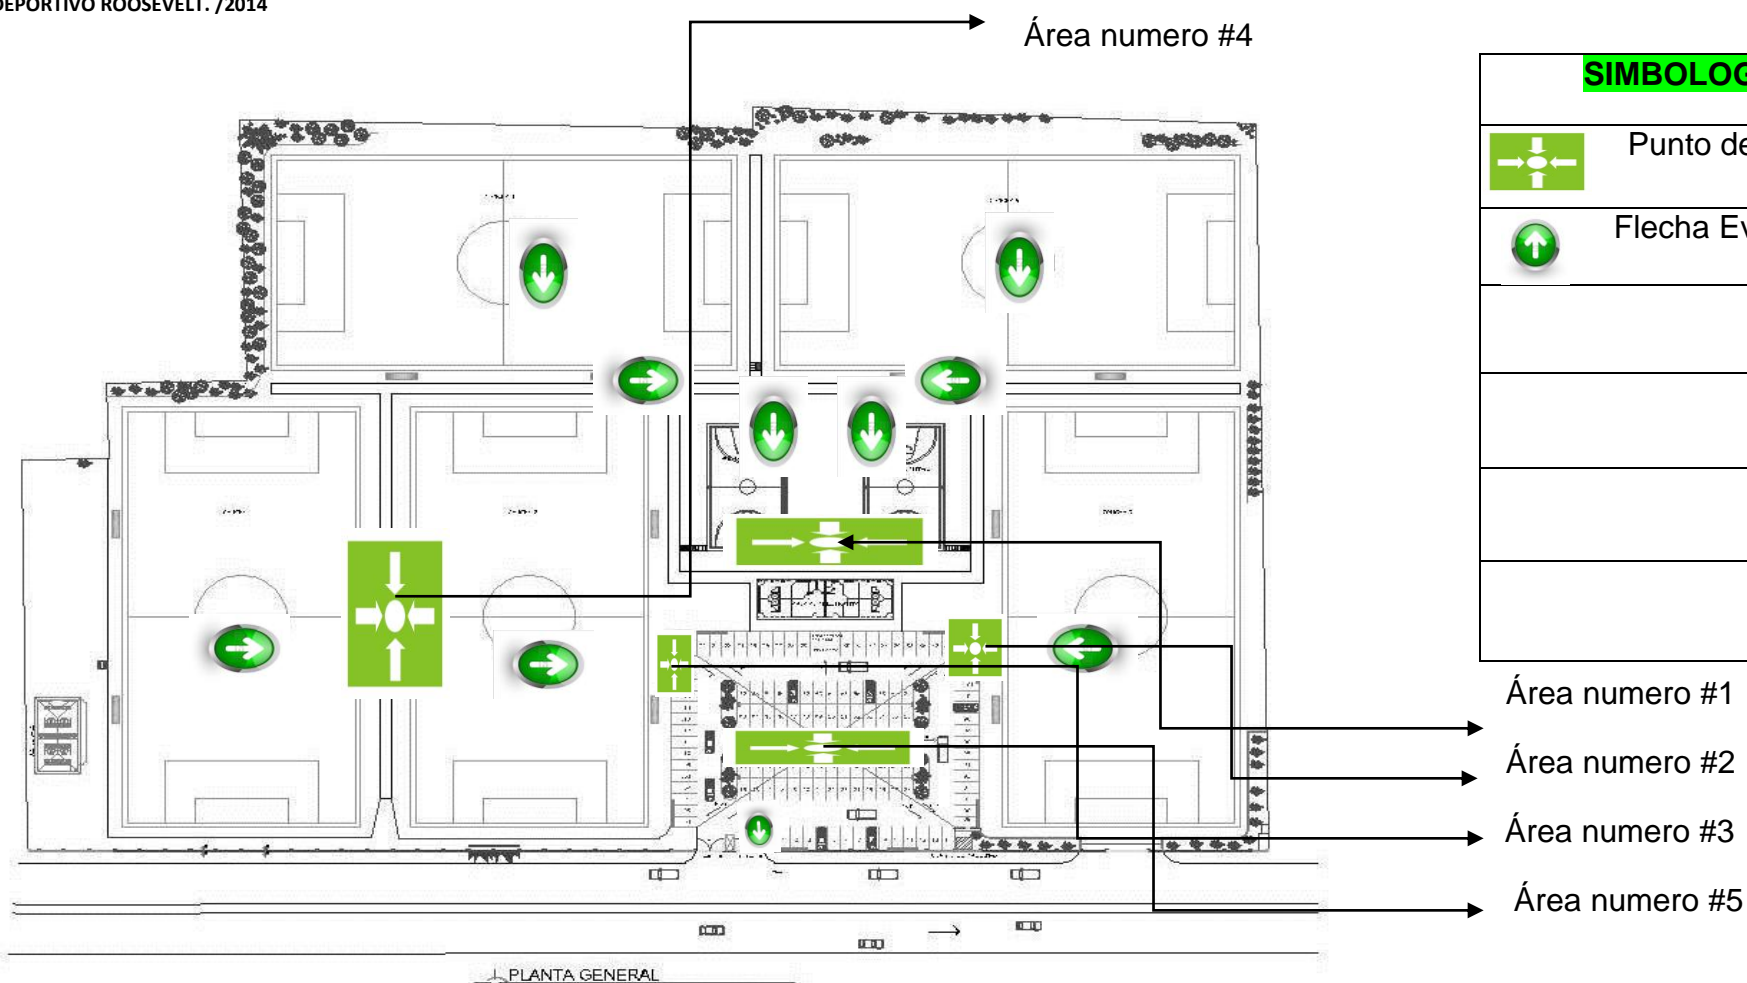 DEPORTIVO ROOSEVELT. /2014
Área numero #4
SIMBOLOG
Punto de
Flecha Ev
Área numero #1
Área numero #2
Área numero #3
Área numero #5
PLANTA GENERAL